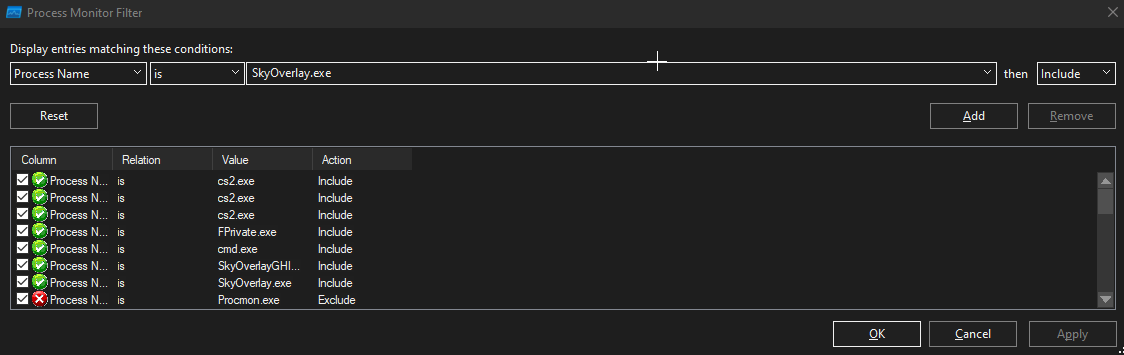 Process Monitor Filter
Display entries matching these conditions:
Process Name is SkyOverlay.exe then Include
Reset Add Remove
Column Relation Value Action
Process N... is cs2.exe Include
Process N... is cs2.exe Include
Process N... is cs2.exe Include
Process N... is FPrivate.exe Include
Process N... is cmd.exe Include
Process N... is SkyOverlayGHI... Include
Process N... is SkyOverlay.exe Include
Process N... is Procmon.exe Exclude
OK Cancel Apply